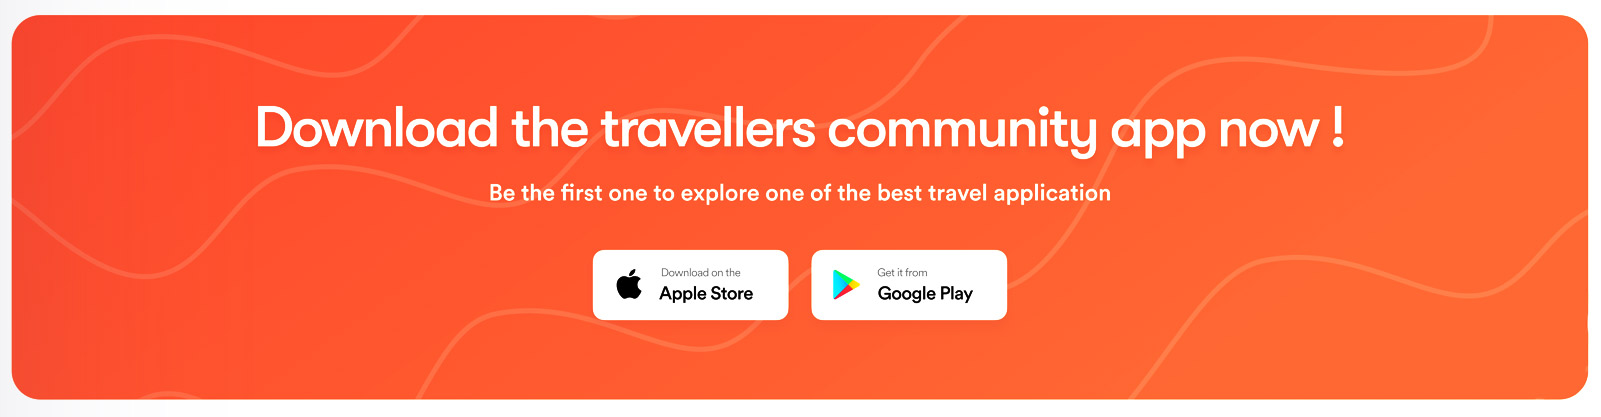 Download the travellers community app now !
Be the first one to explore one of the best travel application
Download on the
Apple Store
Get it from
Google Play